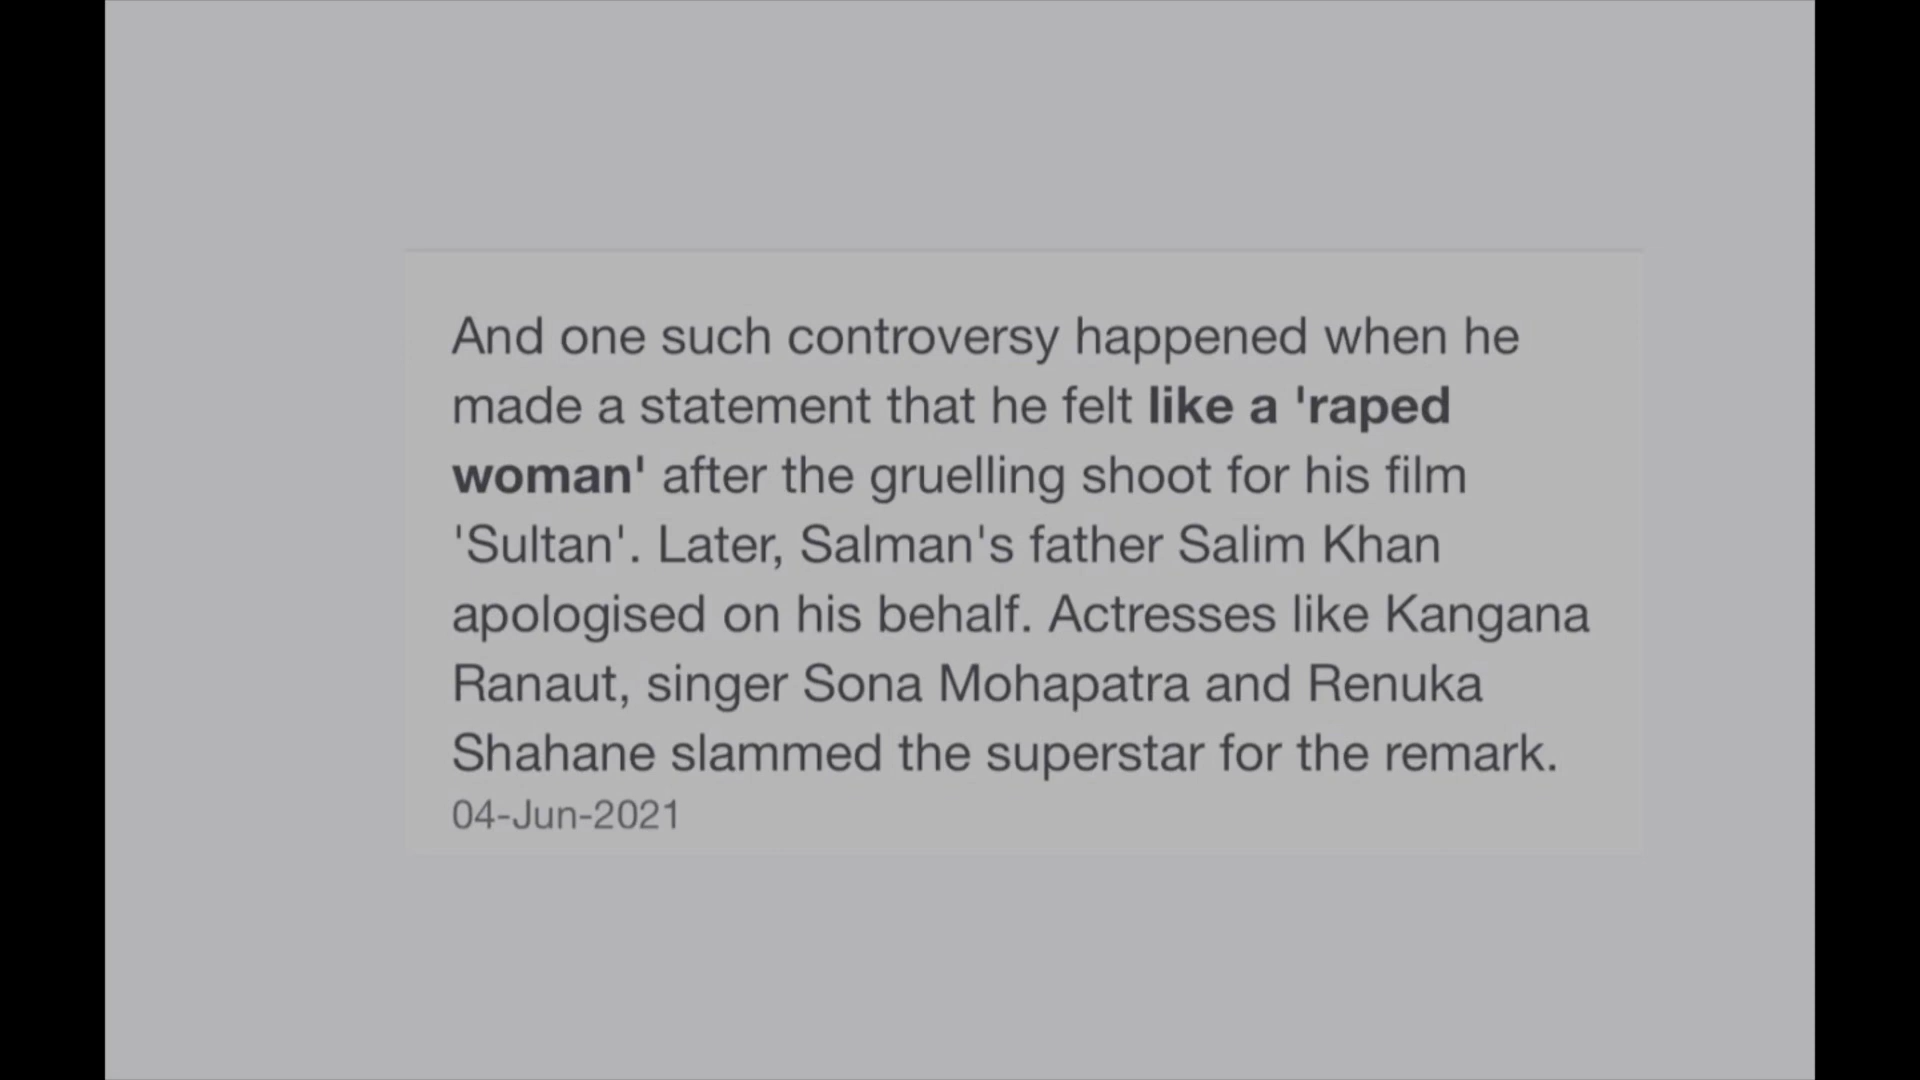 And one such controversy happened when he
made a statement that he felt like a 'raped
woman' after the gruelling shoot for his film
'Sultan'. Later, Salman's father Salim Khan
apologised on his behalf. Actresses like Kangana
Ranaut, singer Sona Mohapatra and Renuka
Shahane slammed the superstar for the remark.
04-Jun-2021